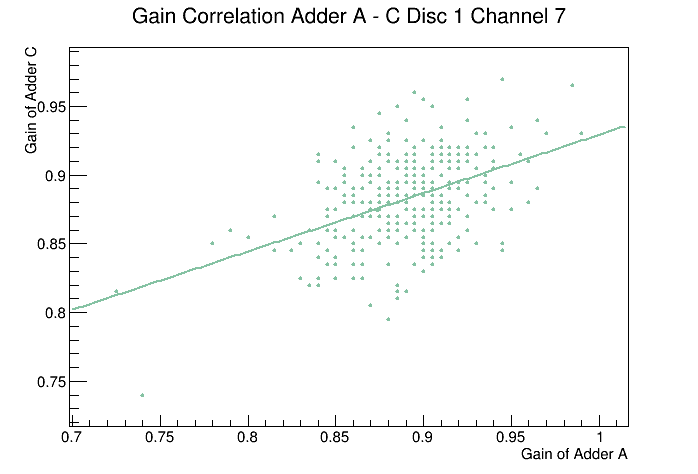 Gain Correlation Adder A - C Disc 1 Channel 7
Gain of Adder C
0.95
0.9
0.85
0.8
0.75
0.7 0.75 0.8 0.85 0.9 0.95 1
Gain of Adder A